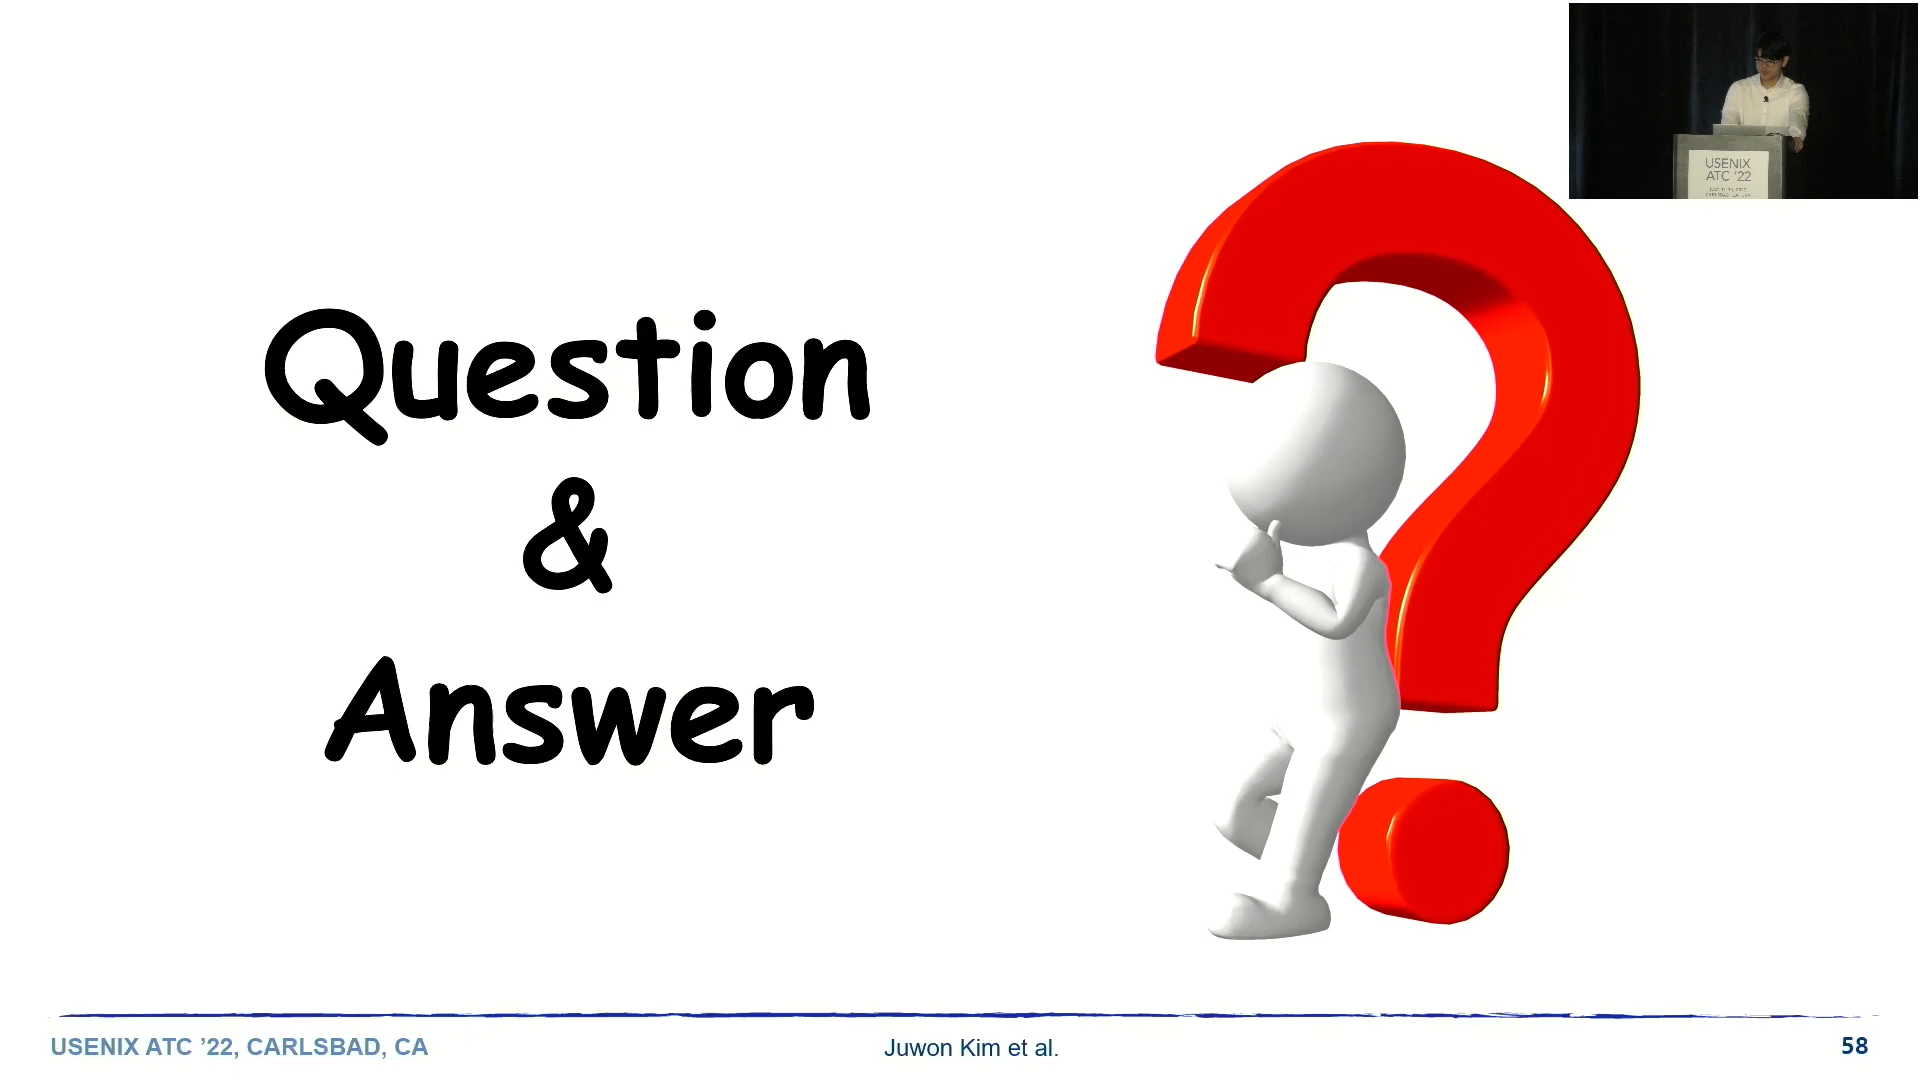 USENIX
ATC '22
Question
&
Answer
USENIX ATC ’22, CARLSBAD, CA
Juwon Kim et al.
58